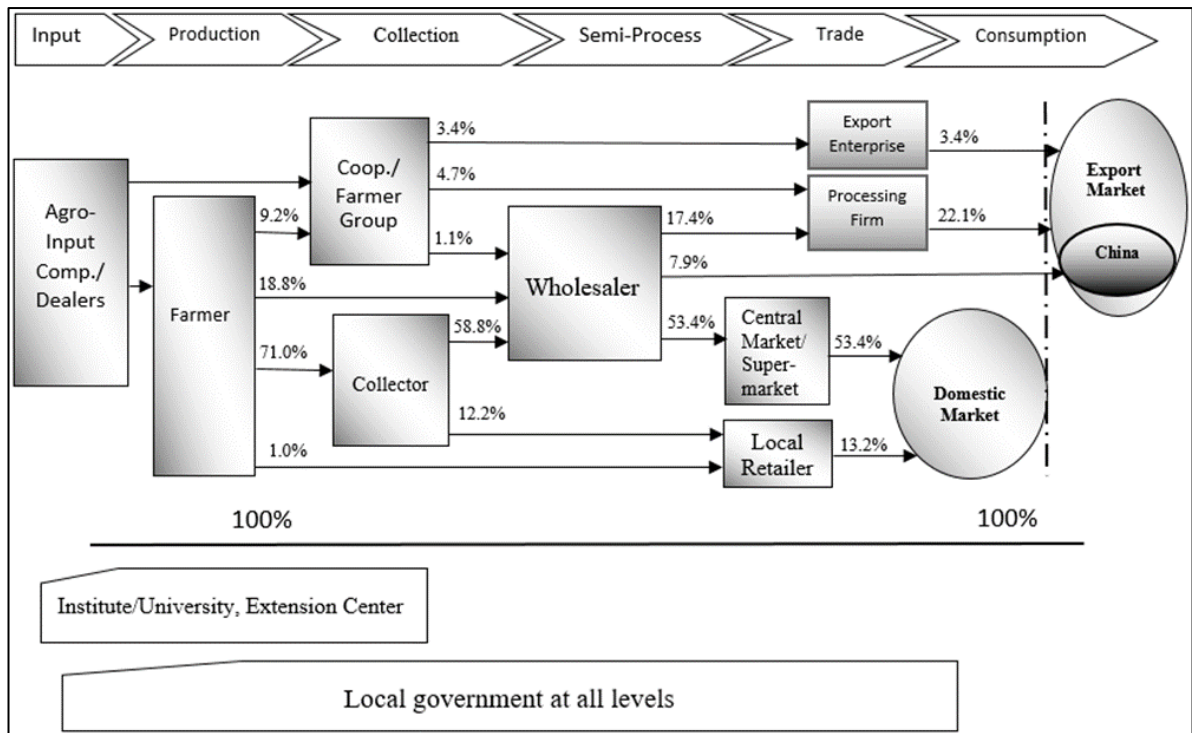 Input
Production
Collection
Semi-Process
Trade
Consumption
3.4%
Export
Enterprise
3.4%
Coop./
Farmer
Group
4.7%
Processing
Firm
22.1%
Export
Market
China
Agro-
Input
Comp./
Dealers
9.2%
1.1%
17.4%
7.9%
Farmer
18.8%
Wholesaler
58.8%
53.4%
Central
Market/
Super-
market
53.4%
71.0%
Collector
12.2%
Domestic
Market
1.0%
Local
Retailer
13.2%
100%
100%
Institute/University, Extension Center
Local government at all levels